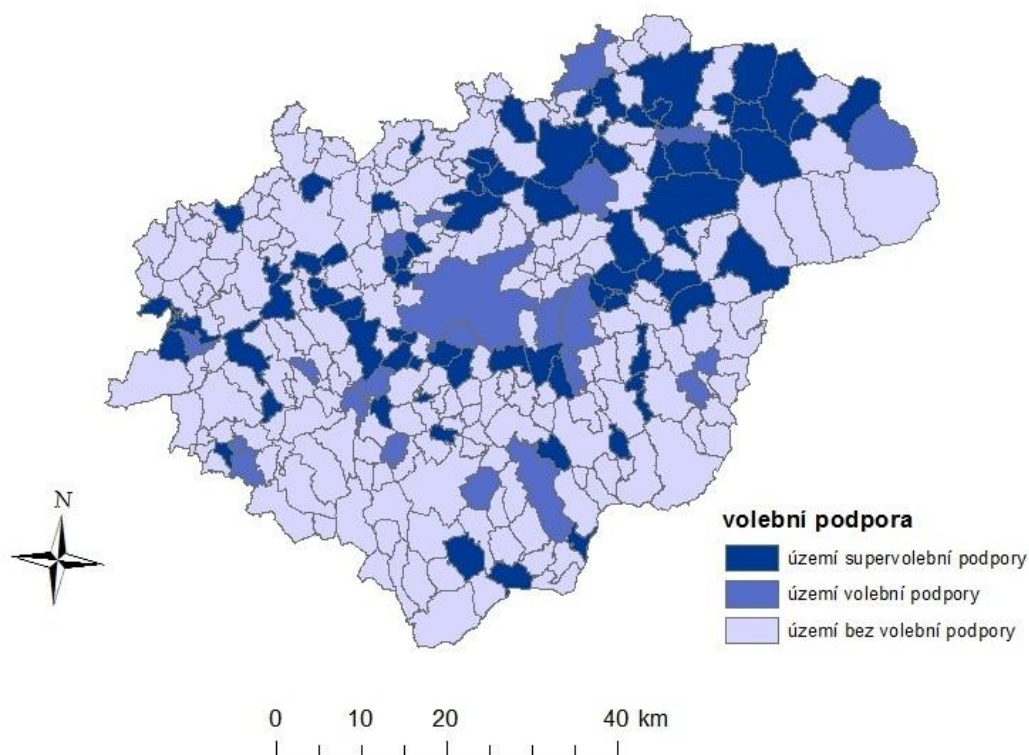 N
volební podpora
území supervolební podpory
území volební podpory
území bez volební podpory
0 10 20 40 km